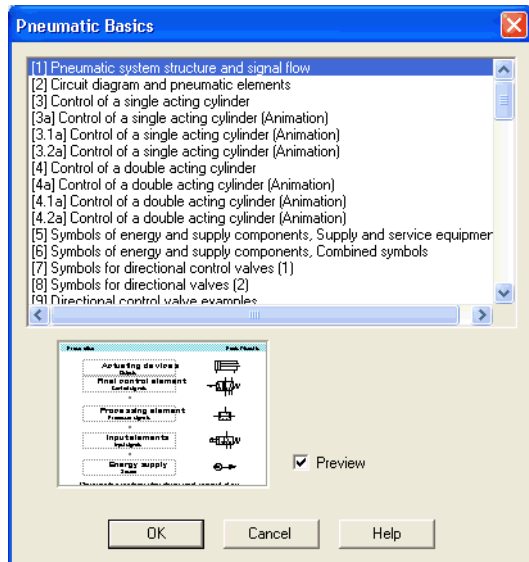 Pneumatic Basics
[1] Pneumatic system structure and signal flow
[2] Circuit diagram and pneumatic elements
[3] Control of a single acting cylinder
[3a] Control of a single acting cylinder (Animation)
[3.1a] Control of a single acting cylinder (Animation)
[3.2a] Control of a single acting cylinder (Animation)
[4] Control of a double acting cylinder
[4a] Control of a double acting cylinder (Animation)
[4.1a] Control of a double acting cylinder (Animation)
[4.2a] Control of a double acting cylinder (Animation)
[5] Symbols of energy and supply components, Supply and service equipmer
[6] Symbols of energy and supply components, Combined symbols
[7] Symbols for directional control valves (1)
[8] Symbols for directional valves (2)
[9] Directional control valve examples
Actuating devices
Final control element
Processing element
Input elements
Energy supply
Preview
OK
Cancel
Help